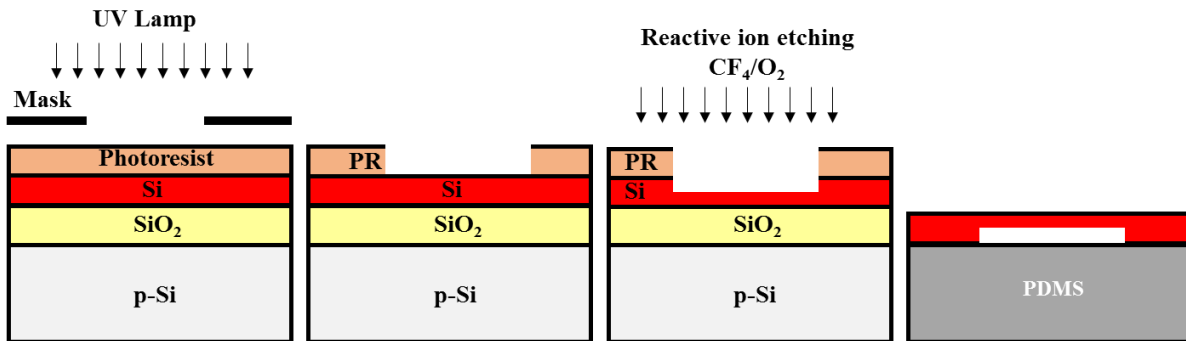 UV Lamp
Mask
Photoresist
Si
SiO₂
p-Si
PR
Si
SiO₂
p-Si
Reactive ion etching
CF₄/O₂
PR
Si
SiO₂
p-Si
PDMS